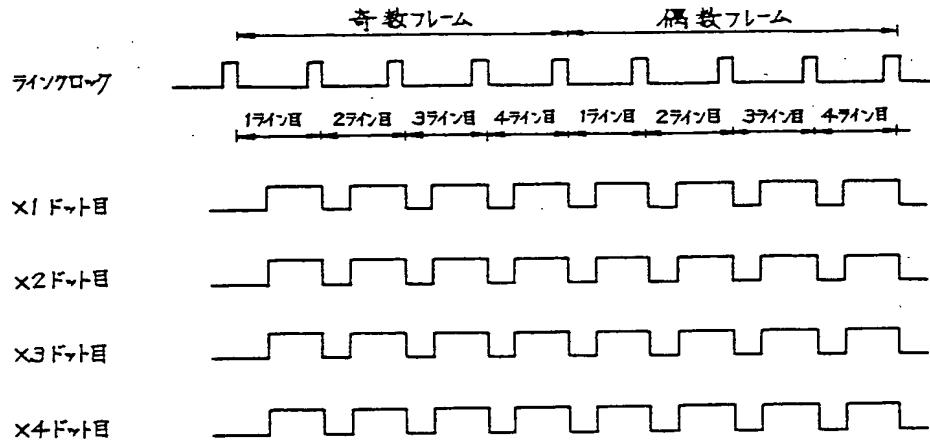 奇数フレーム 偶数フレーム
ラインクロック
1ライン目 2ライン目 3ライン目 4ライン目 1ライン目 2ライン目 3ライン目 4ライン目
×1ドット目
×2ドット目
×3ドット目
×4ドット目